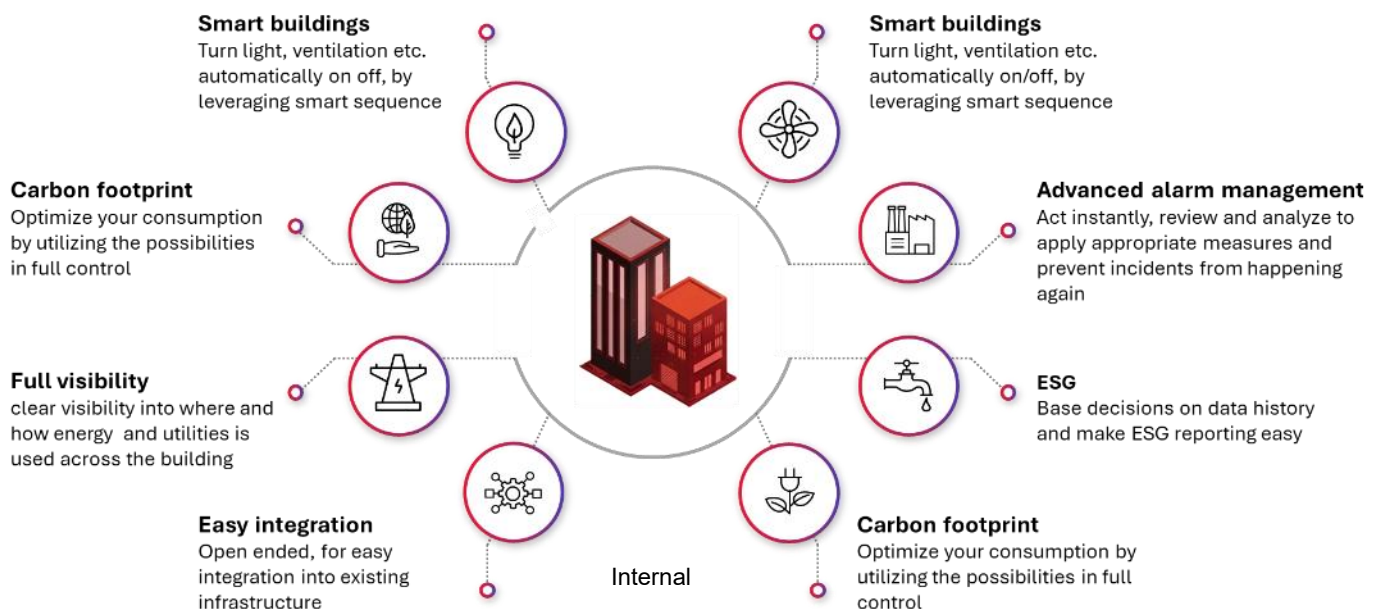 Smart buildings
Turn light, ventilation etc.
automatically on off, by
leveraging smart sequence
Smart buildings
Turn light, ventilation etc.
automatically on/off, by
leveraging smart sequence
Carbon footprint
Optimize your consumption
by utilizing the possibilities
in full control
Advanced alarm management
Act instantly, review and analyze to
apply appropriate measures and
prevent incidents from happening
again
Full visibility
clear visibility into where and
how energy  and utilities is
used across the building
ESG
Base decisions on data history
and make ESG reporting easy
Easy integration
Open ended, for easy
integration into existing
infrastructure
Internal
Carbon footprint
Optimize your consumption by
utilizing the possibilities in full
control